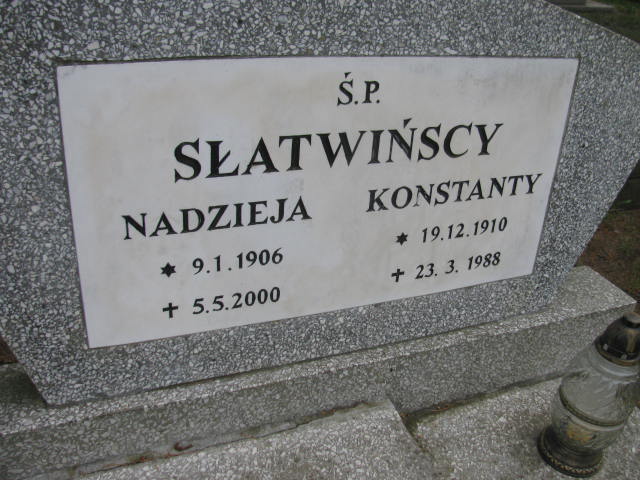 Ś.P.
SŁATWIŃSCY
NADZIEJA
* 9.1.1906
+ 5.5.2000
KONSTANTY
* 19.12.1910
+ 23.3.1988